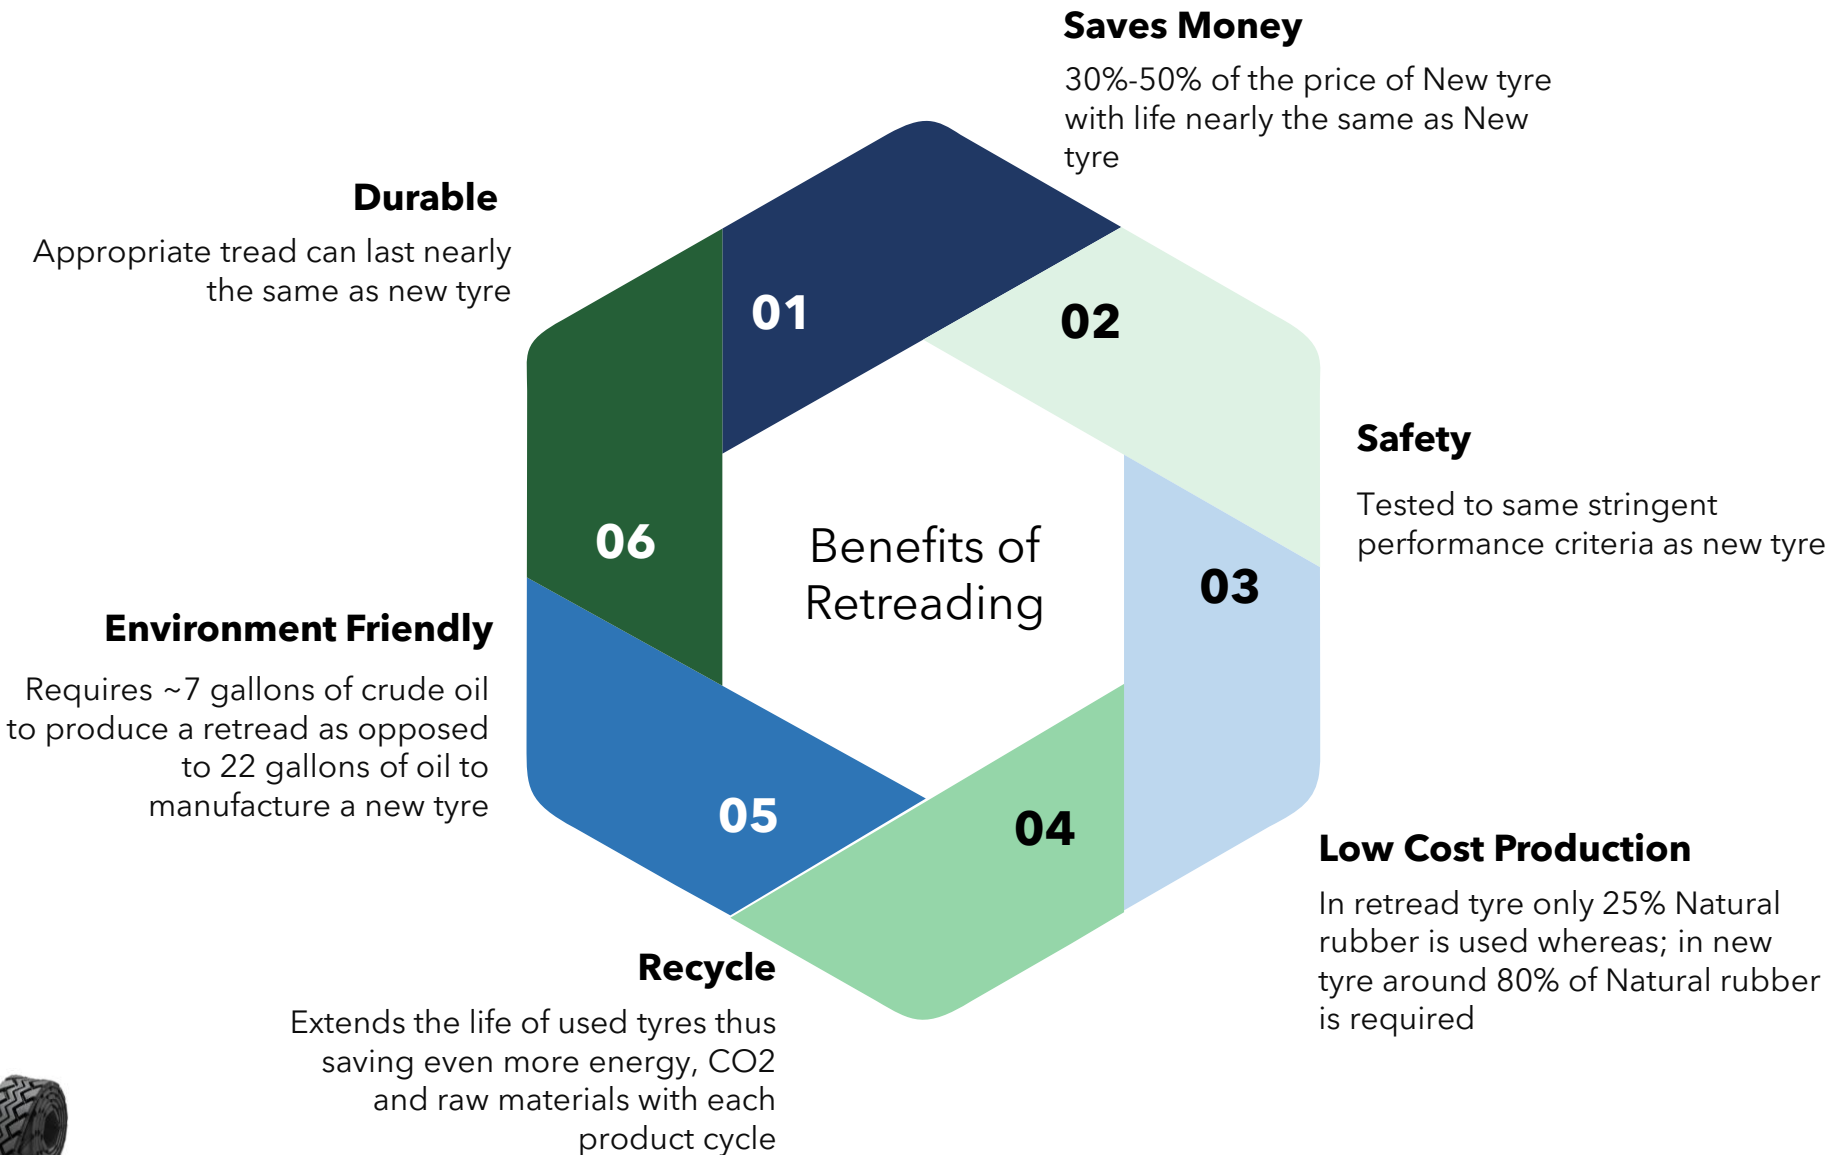 Saves Money
30%-50% of the price of New tyre
with life nearly the same as New
tyre
Durable
Appropriate tread can last nearly
the same as new tyre
01
02
Safety
Tested to same stringent
performance criteria as new tyre
03
06
Benefits of
Retreading
Environment Friendly
Requires ~7 gallons of crude oil
to produce a retread as opposed
to 22 gallons of oil to
manufacture a new tyre
05
04
Low Cost Production
In retread tyre only 25% Natural
rubber is used whereas; in new
tyre around 80% of Natural rubber
is required
Recycle
Extends the life of used tyres thus
saving even more energy, CO2
and raw materials with each
product cycle